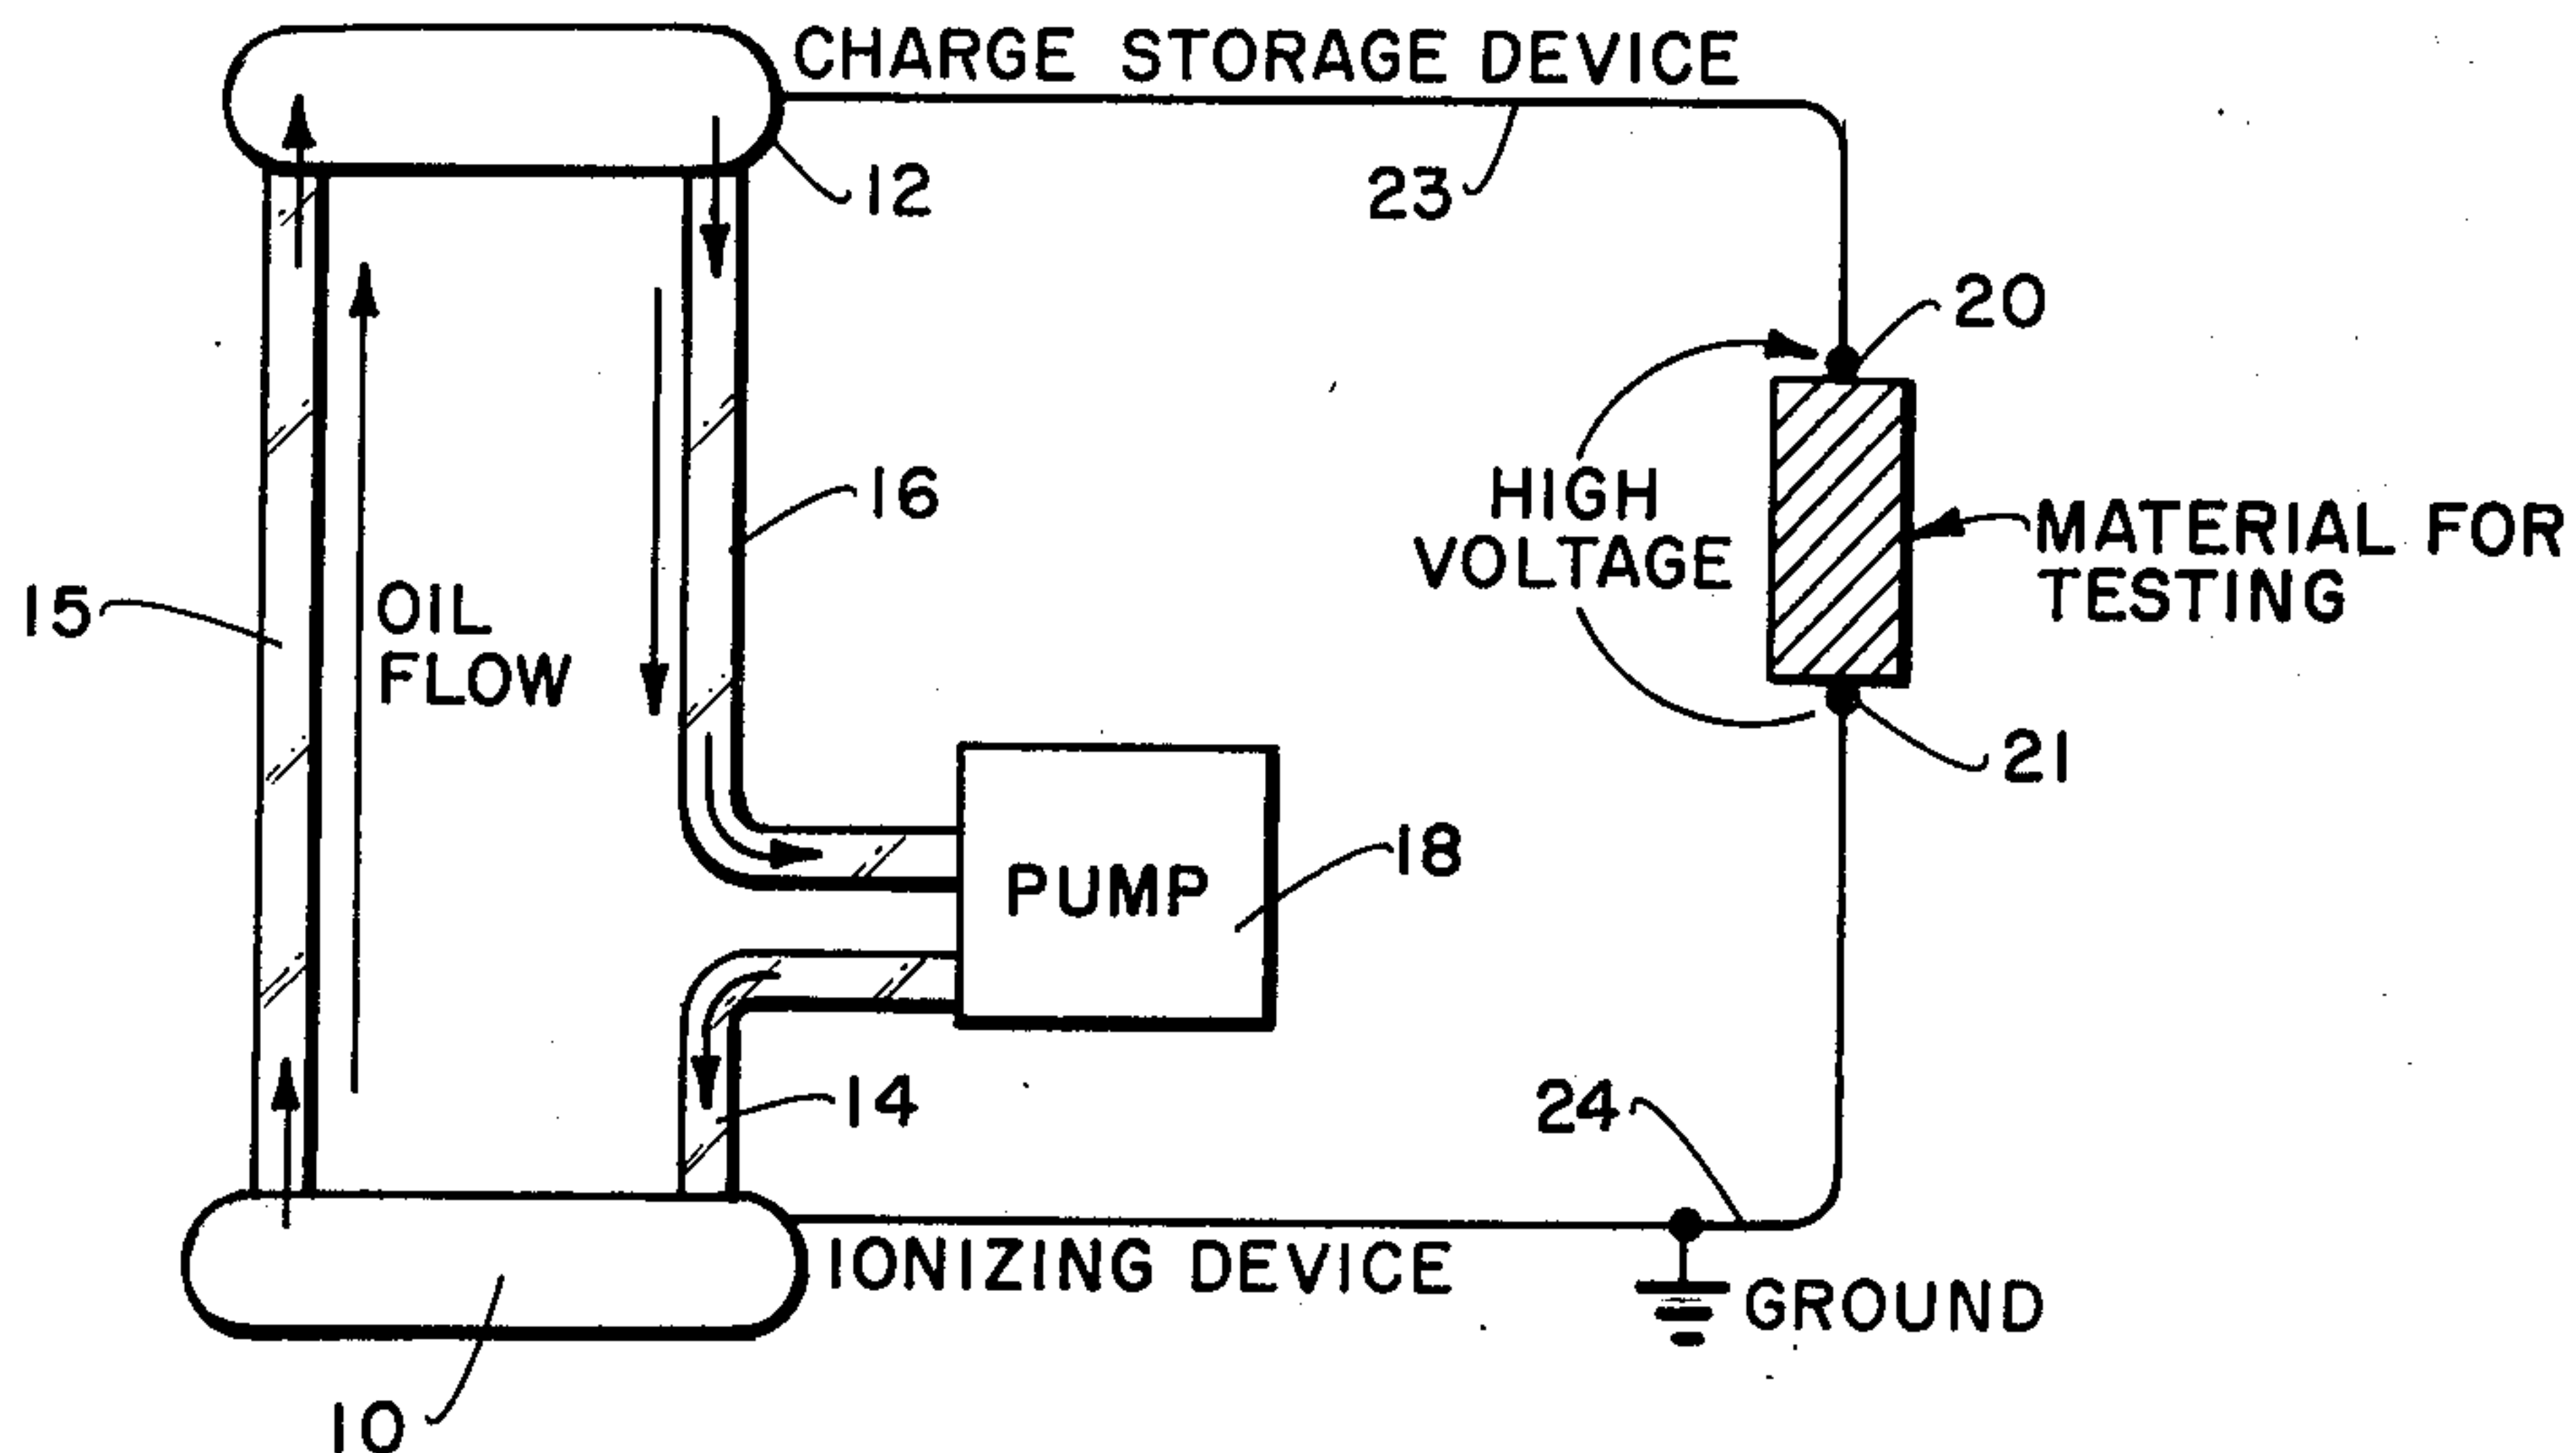 CHARGE STORAGE DEVICE
12
23
20
16
HIGH
VOLTAGE
MATERIAL FOR
TESTING
15
OIL
FLOW
21
PUMP
18
14
24
IONIZING DEVICE
GROUND
10